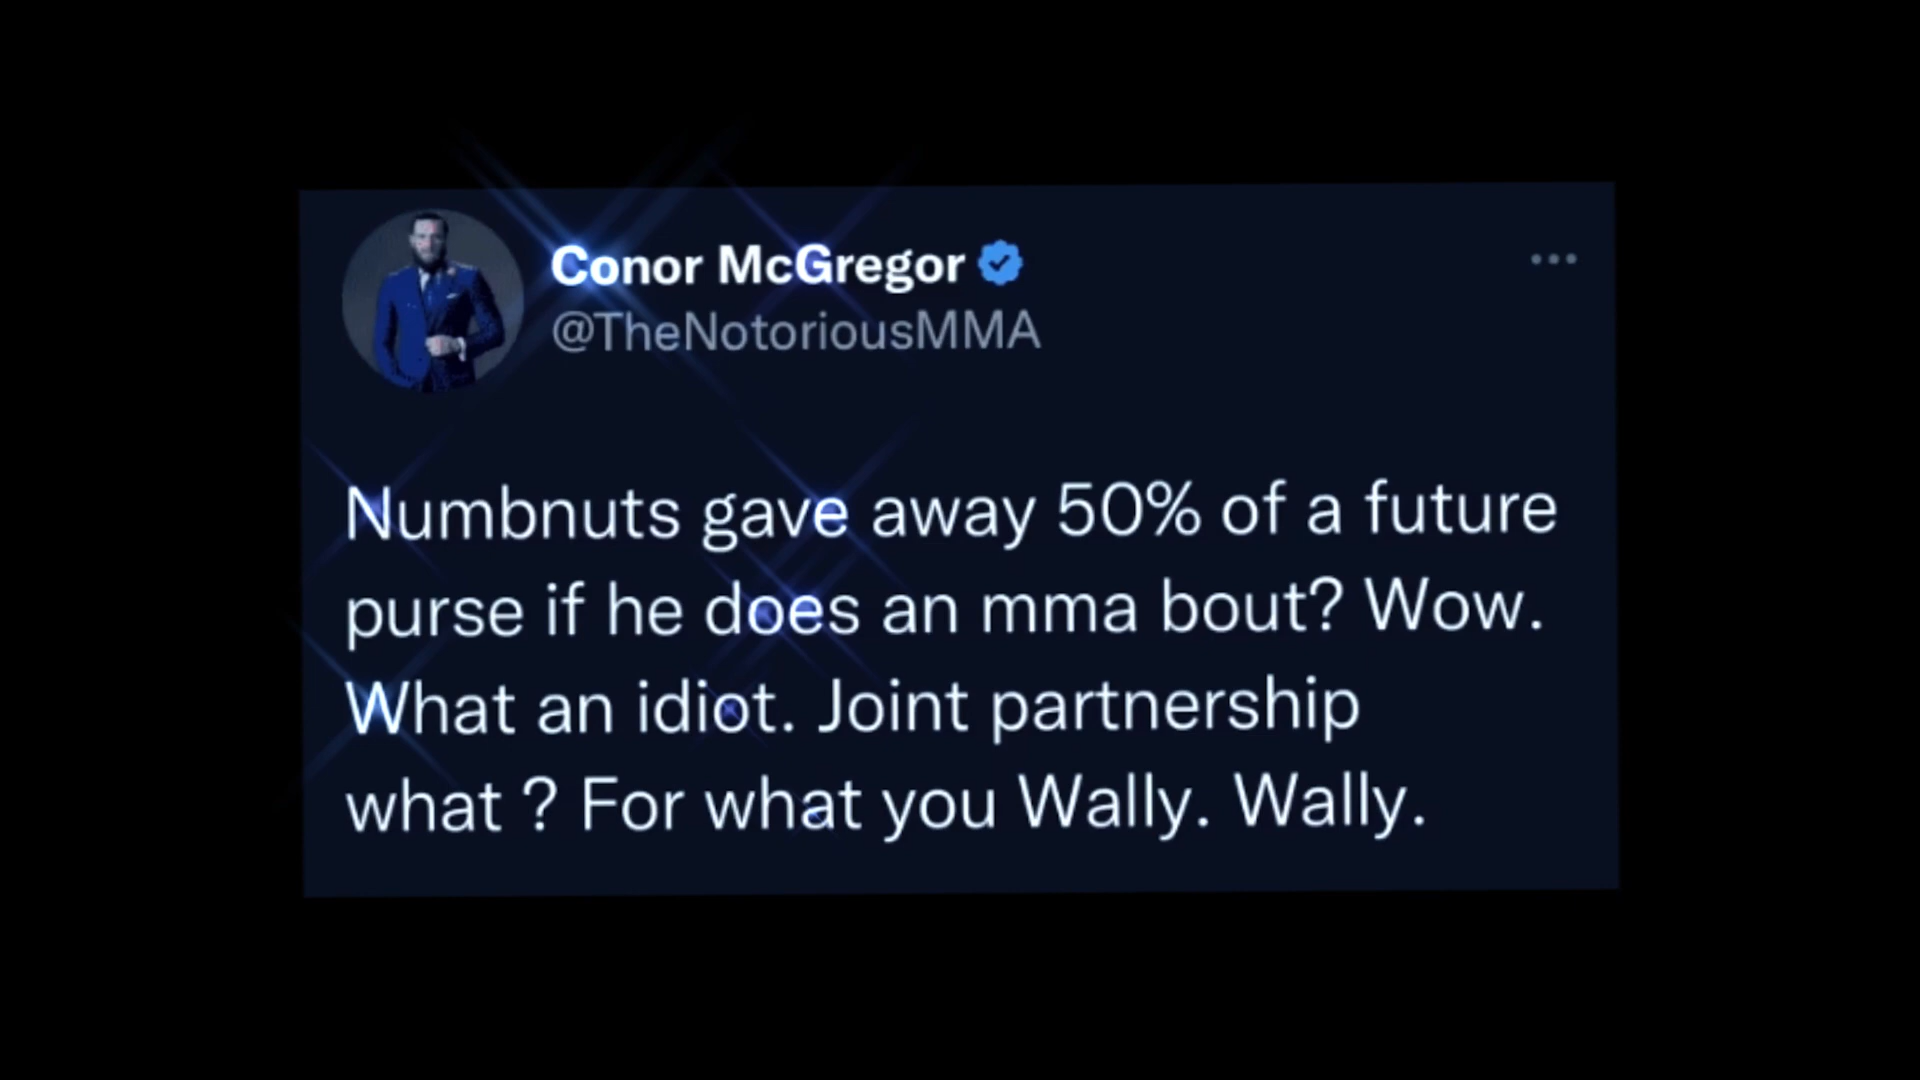 Conor McGregor
@TheNotoriousMMA
Numbnuts gave away 50% of a future
purse if he does an mma bout? Wow.
What an idiot. Joint partnership
what ? For what you Wally. Wally.